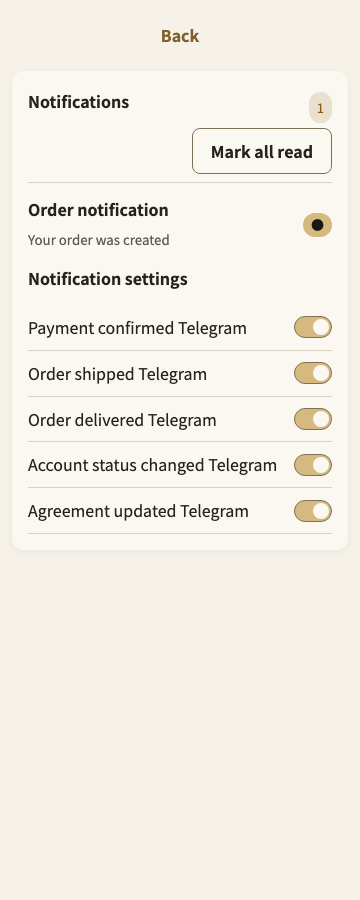 Back
Notifications
1
Mark all read
Order notification
Your order was created
Notification settings
Payment confirmed Telegram
Order shipped Telegram
Order delivered Telegram
Account status changed Telegram
Agreement updated Telegram